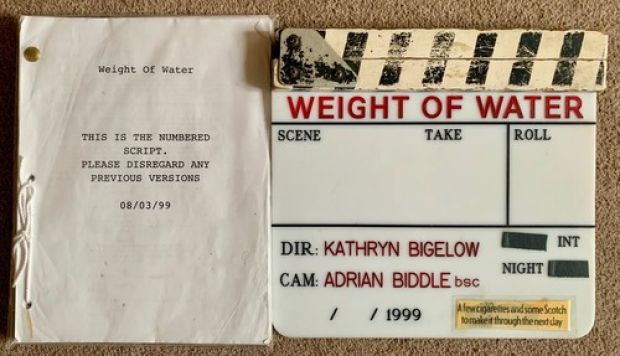 Weight Of Water
THIS IS THE NUMBERED
SCRIPT.
PLEASE DISREGARD ANY
PREVIOUS VERSIONS
08/03/99
WEIGHT OF WATER
SCENE TAKE ROLL
DIR: KATHRYN BIGELOW
INT
CAM: ADRIAN BIDDLE bsc
NIGHT
/ / 1999
A few cigarettes and some Scotch
to make it through the next day